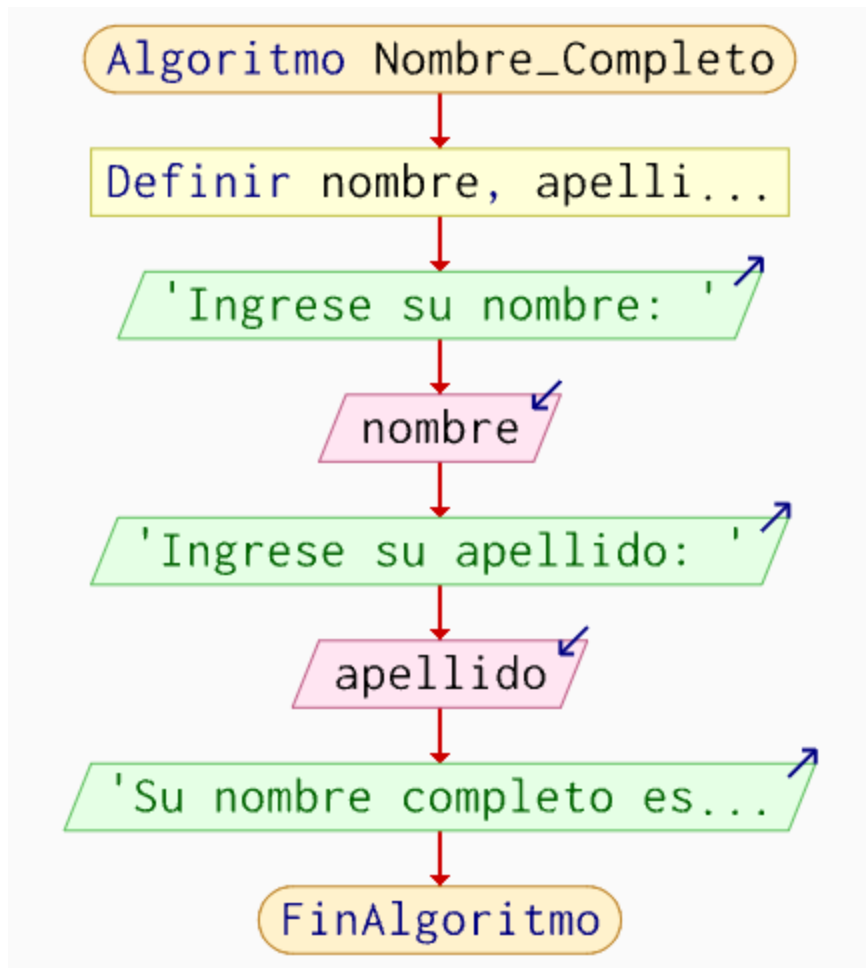 Algoritmo Nombre_Completo
Definir nombre, apelli...
'Ingrese su nombre: '
nombre
'Ingrese su apellido: '
apellido
'Su nombre completo es...
FinAlgoritmo